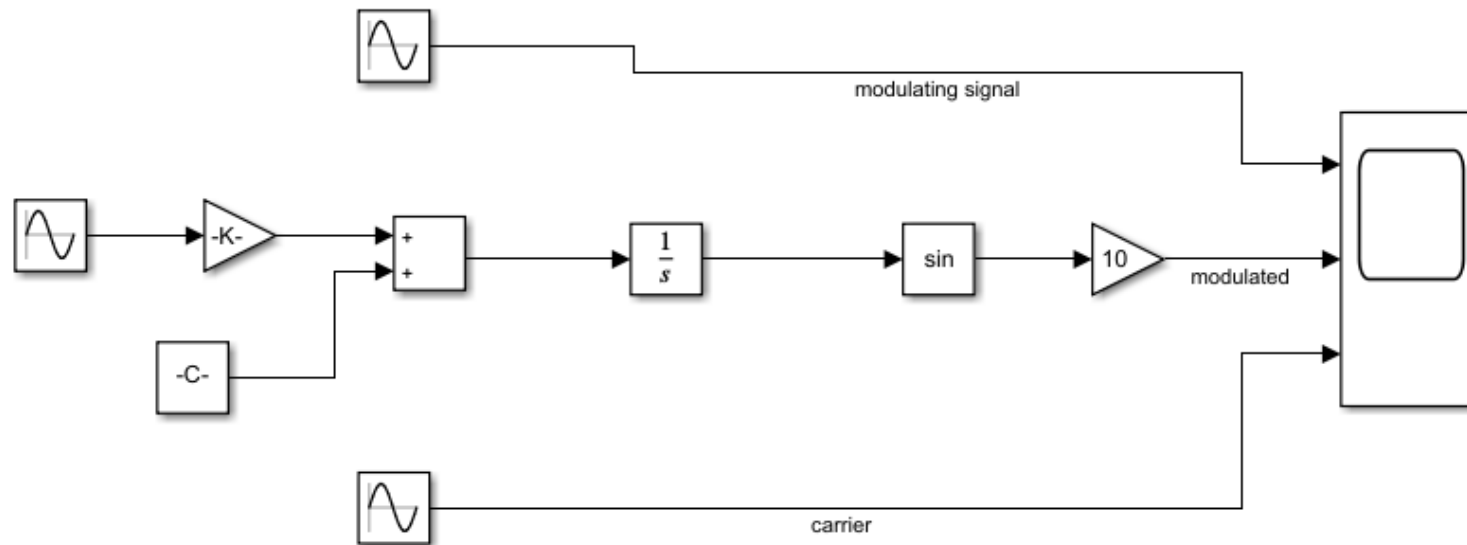 modulating signal
-K-
+
+
1
s
sin
10
modulated
-C-
carrier